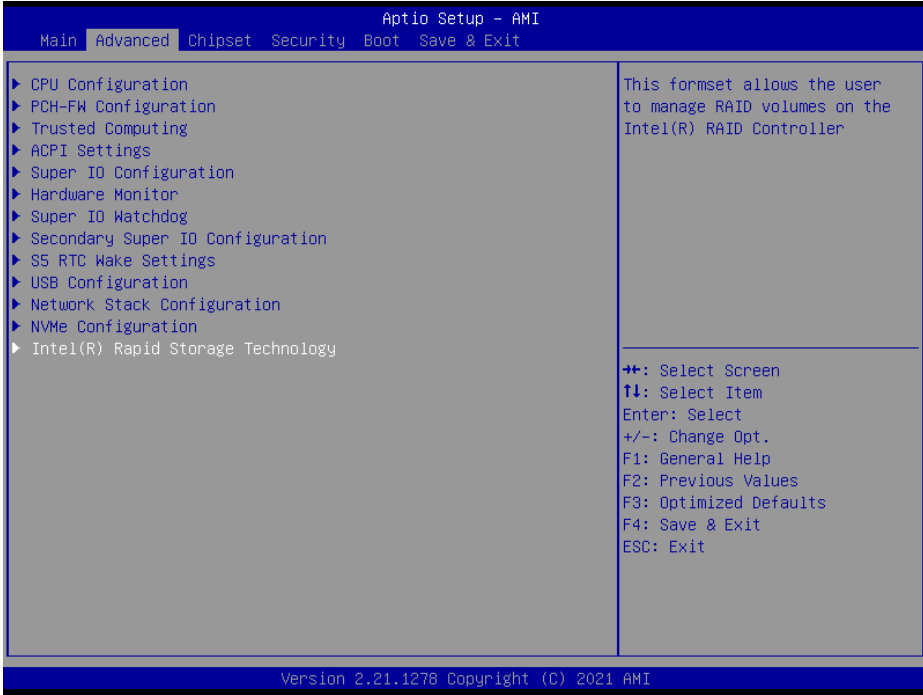 Aptio Setup - AMI
Main Advanced Chipset Security Boot Save & Exit
CPU Configuration
PCH-FW Configuration
Trusted Computing
ACPI Settings
Super IO Configuration
Hardware Monitor
Super IO Watchdog
Secondary Super IO Configuration
S5 RTC Wake Settings
USB Configuration
Network Stack Configuration
NVMe Configuration
Intel(R) Rapid Storage Technology
This formset allows the user
to manage RAID volumes on the
Intel(R) RAID Controller
→←: Select Screen
↑↓: Select Item
Enter: Select
+/-: Change Opt.
F1: General Help
F2: Previous Values
F3: Optimized Defaults
F4: Save & Exit
ESC: Exit
Version 2.21.1278 Copyright (C) 2021 AMI